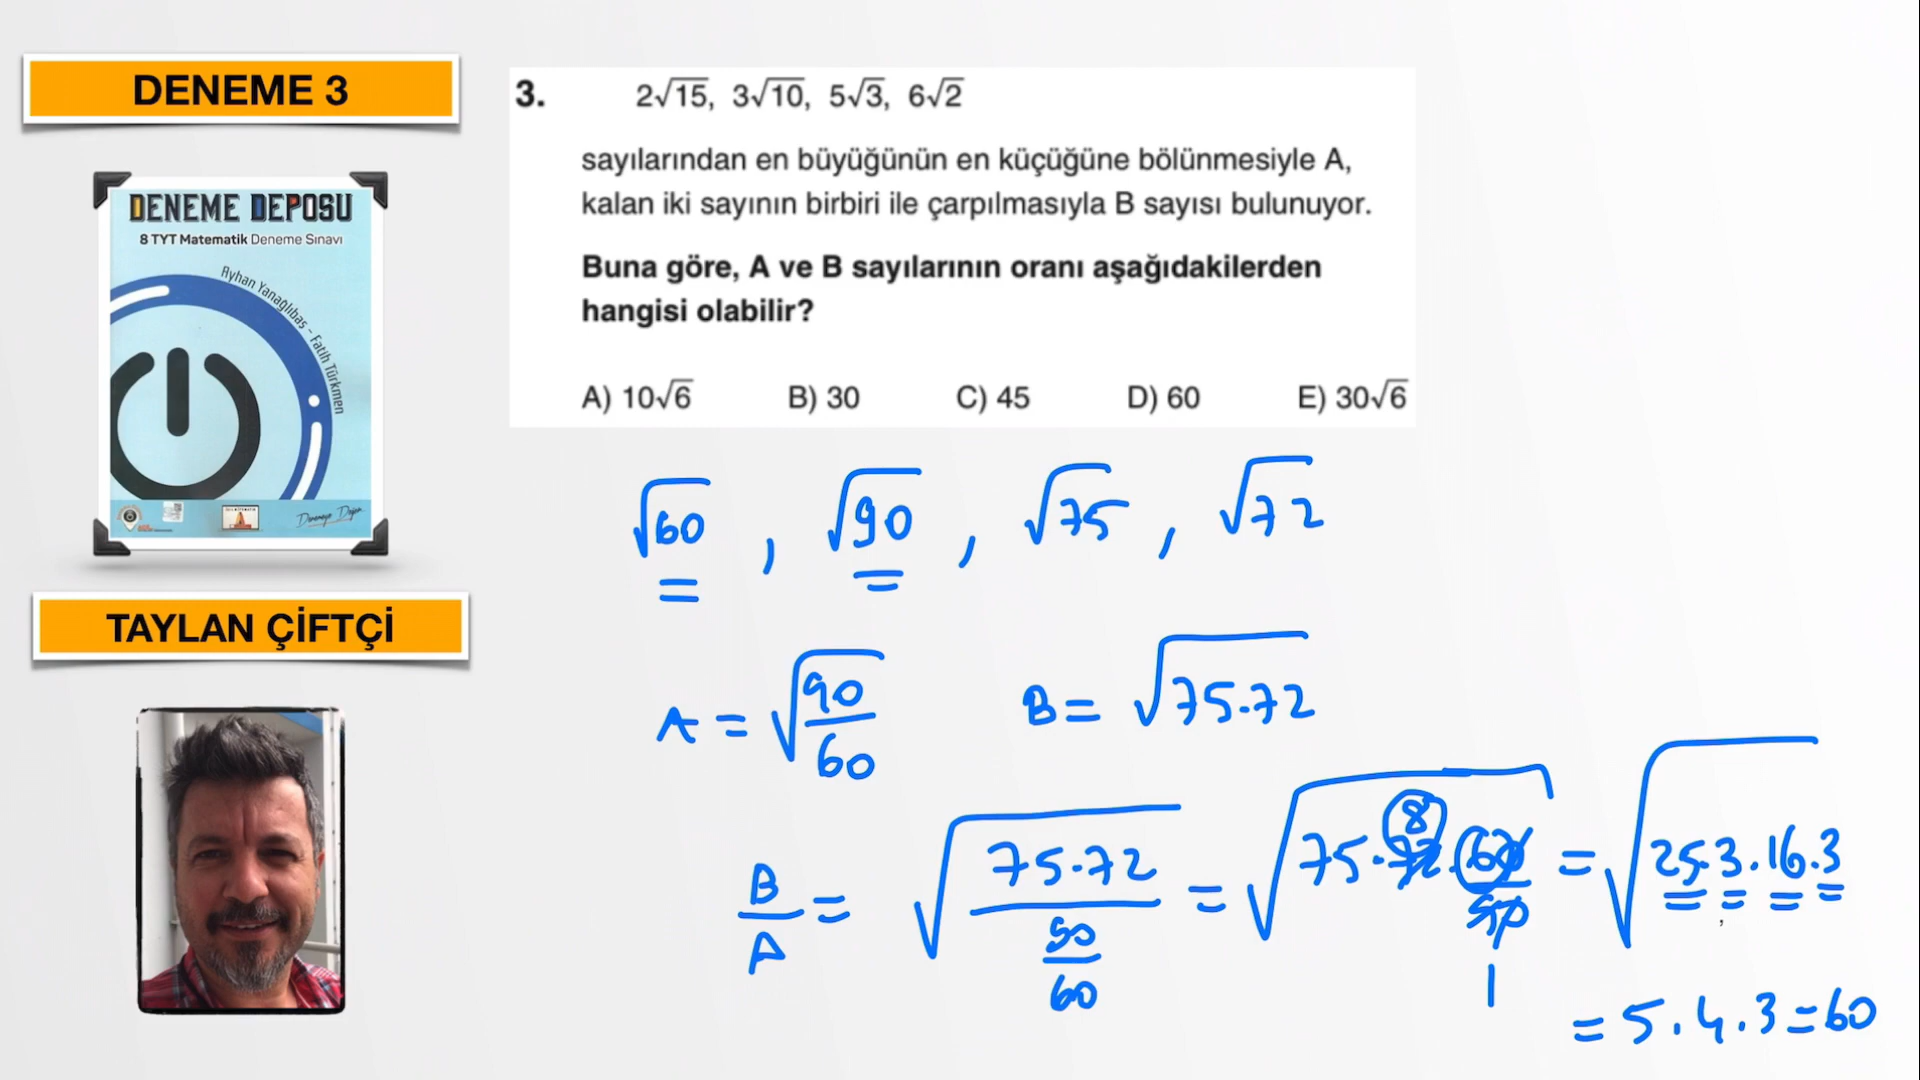 DENEME 3
DENEME DEPOSU
8 TYT Matematik Deneme Sınavı
Ayhan Yanağlıbaş - Fatih Türkmen
TAYLAN ÇİFTÇİ
3. 2√15, 3√10, 5√3, 6√2
sayılarından en büyüğünün en küçüğüne bölünmesiyle A,
kalan iki sayının birbiri ile çarpılmasıyla B sayısı bulunuyor.
Buna göre, A ve B sayılarının oranı aşağıdakilerden
hangisi olabilir?
A) 10√6 B) 30 C) 45 D) 60 E) 30√6
√60 , √90 , √75 , √72
A = √(90/60) B = √(75.72)
B/A = √(75.72/(90/60)) = √(75.72.60/90) = √(25.3.16.3)
8
1
= 5.4.3 = 60